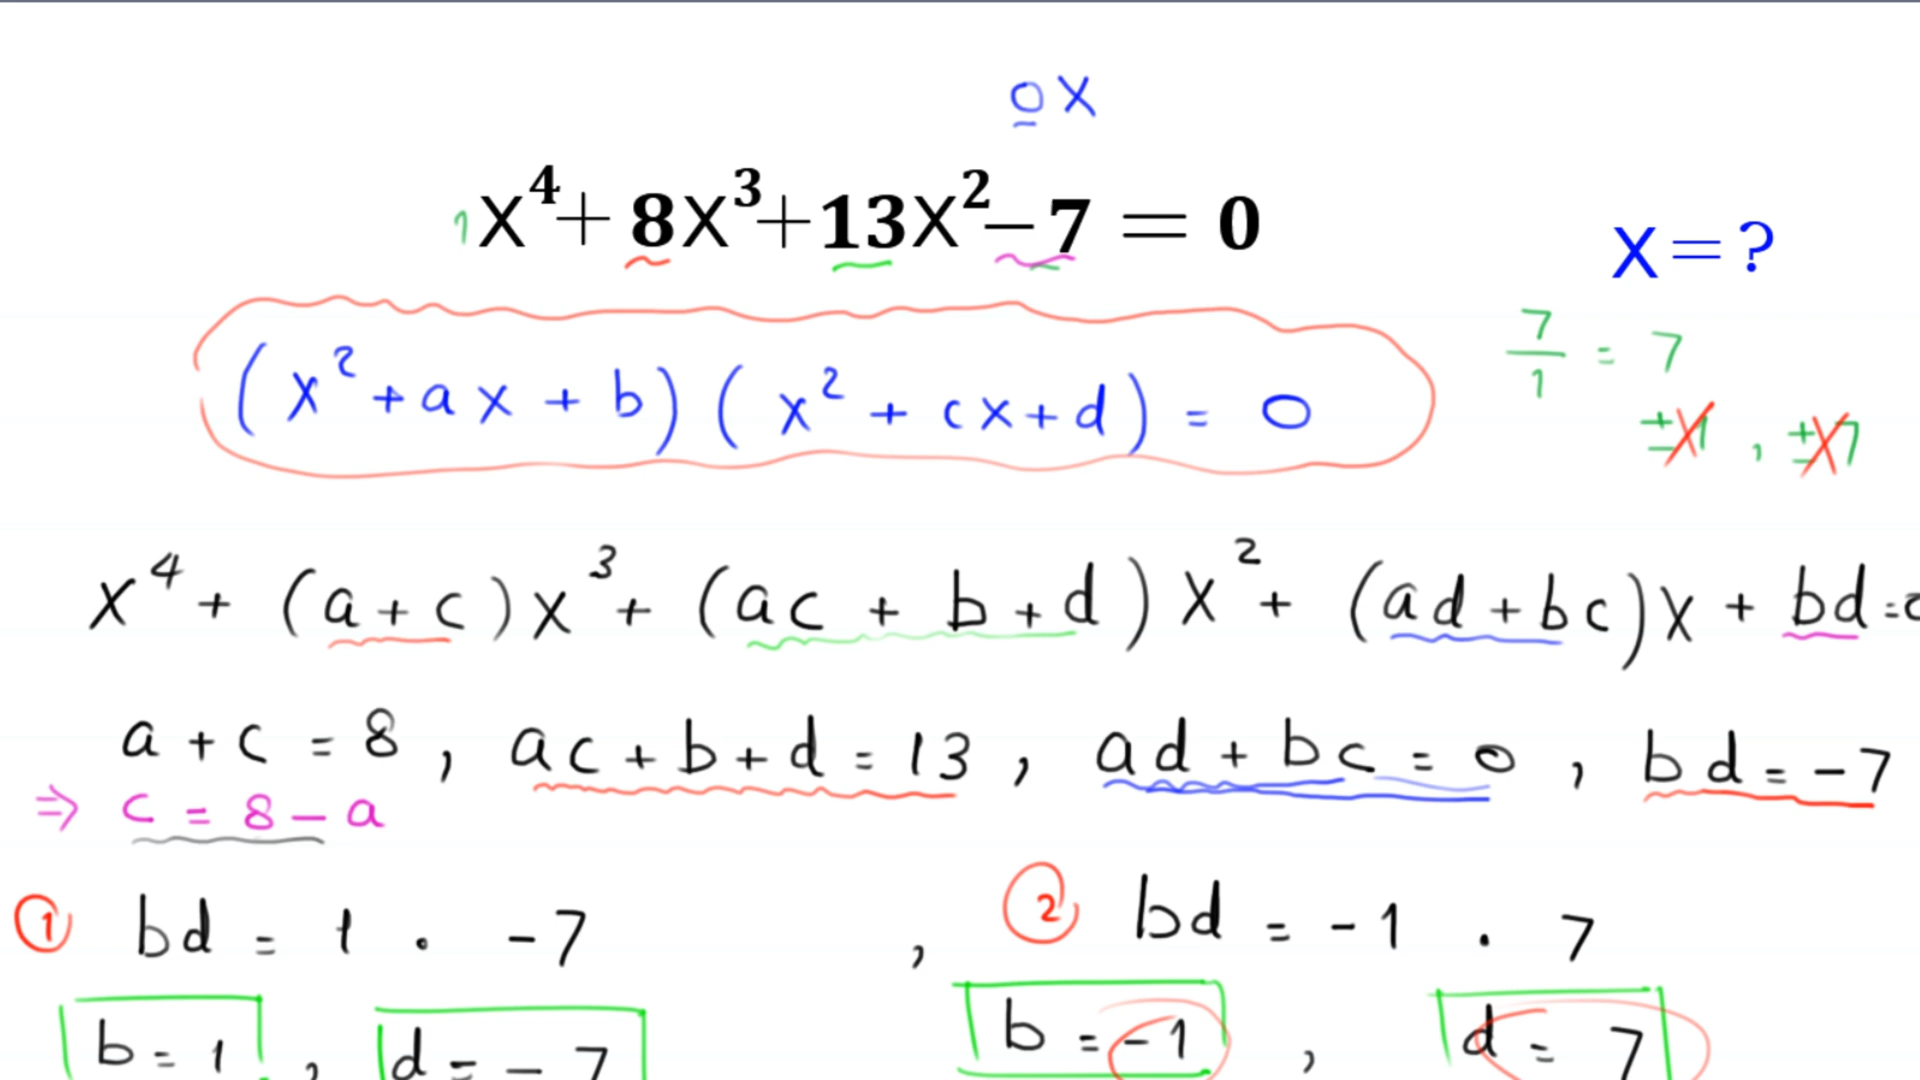 0x
1 x⁴ + 8x³ + 13x² − 7 = 0
x = ?
(x² + ax + b)(x² + cx + d) = 0
7/1 = 7
±1, ±7
x⁴ + (a + c)x³ + (ac + b + d)x² + (ad + bc)x + bd =
a + c = 8, ac + b + d = 13, ad + bc = 0, bd = −7
⇒ c = 8 − a
① bd = 1 · −7, ② bd = −1 · 7
b = 1, d = −7 b = −1, d = 7